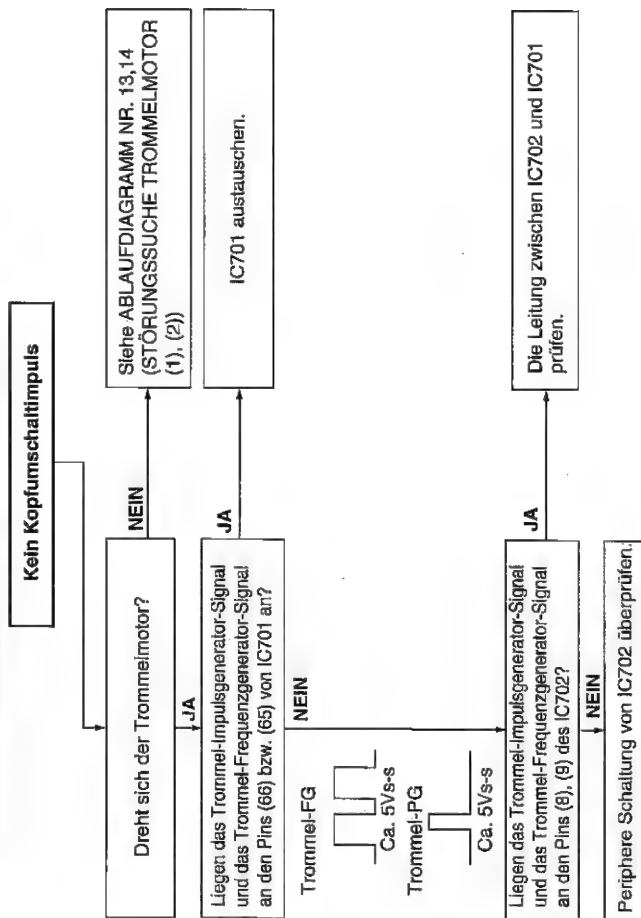 Kein Kopfumschaltimpuls
Dreht sich der Trommelmotor?
NEIN
Siehe ABLAUFDIAGRAMM NR. 13,14
(STÖRUNGSSUCHE TROMMELMOTOR
(1), (2))
JA
Liegen das Trommel-Impulsgenerator-Signal
und das Trommel-Frequenzgenerator-Signal
an den Pins (66) bzw. (65) von IC701 an?
JA
IC701 austauschen.
NEIN
Trommel-FG
Ca. 5Vs-s
Trommel-PG
Ca. 5Vs-s
Liegen das Trommel-Impulsgenerator-Signal
und das Trommel-Frequenzgenerator-Signal
an den Pins (8), (9) des IC702?
JA
Die Leitung zwischen IC702 und IC701
prüfen.
NEIN
Periphere Schaltung von IC702 überprüfen.